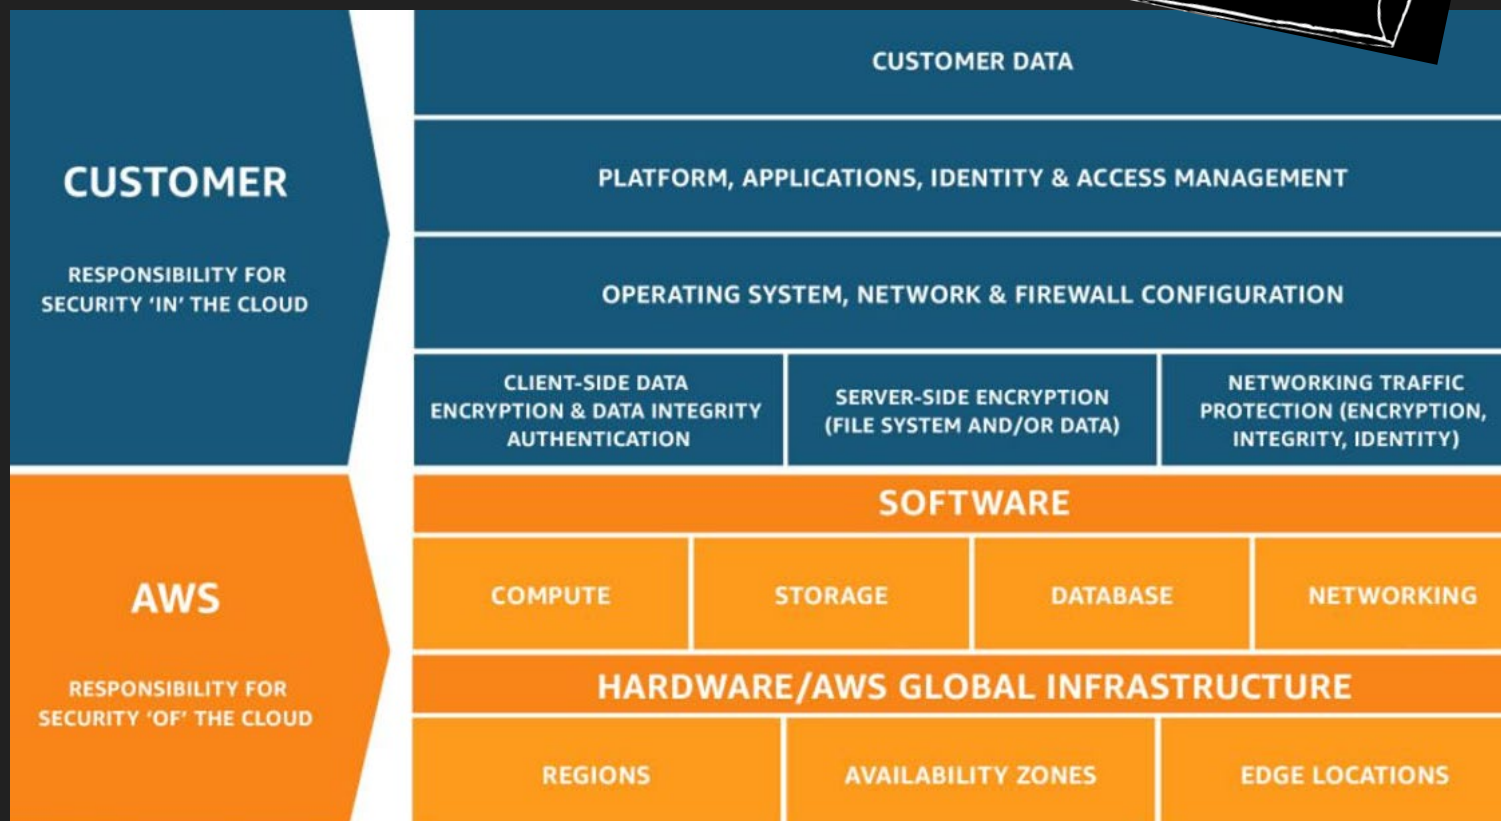 CUSTOMER DATA
PLATFORM, APPLICATIONS, IDENTITY & ACCESS MANAGEMENT
CUSTOMER
RESPONSIBILITY FOR
SECURITY ‘IN’ THE CLOUD
OPERATING SYSTEM, NETWORK & FIREWALL CONFIGURATION
CLIENT-SIDE DATA
ENCRYPTION & DATA INTEGRITY
AUTHENTICATION
SERVER-SIDE ENCRYPTION
(FILE SYSTEM AND/OR DATA)
NETWORKING TRAFFIC
PROTECTION (ENCRYPTION,
INTEGRITY, IDENTITY)
AWS
RESPONSIBILITY FOR
SECURITY ‘OF’ THE CLOUD
SOFTWARE
COMPUTE
STORAGE
DATABASE
NETWORKING
HARDWARE/AWS GLOBAL INFRASTRUCTURE
REGIONS
AVAILABILITY ZONES
EDGE LOCATIONS